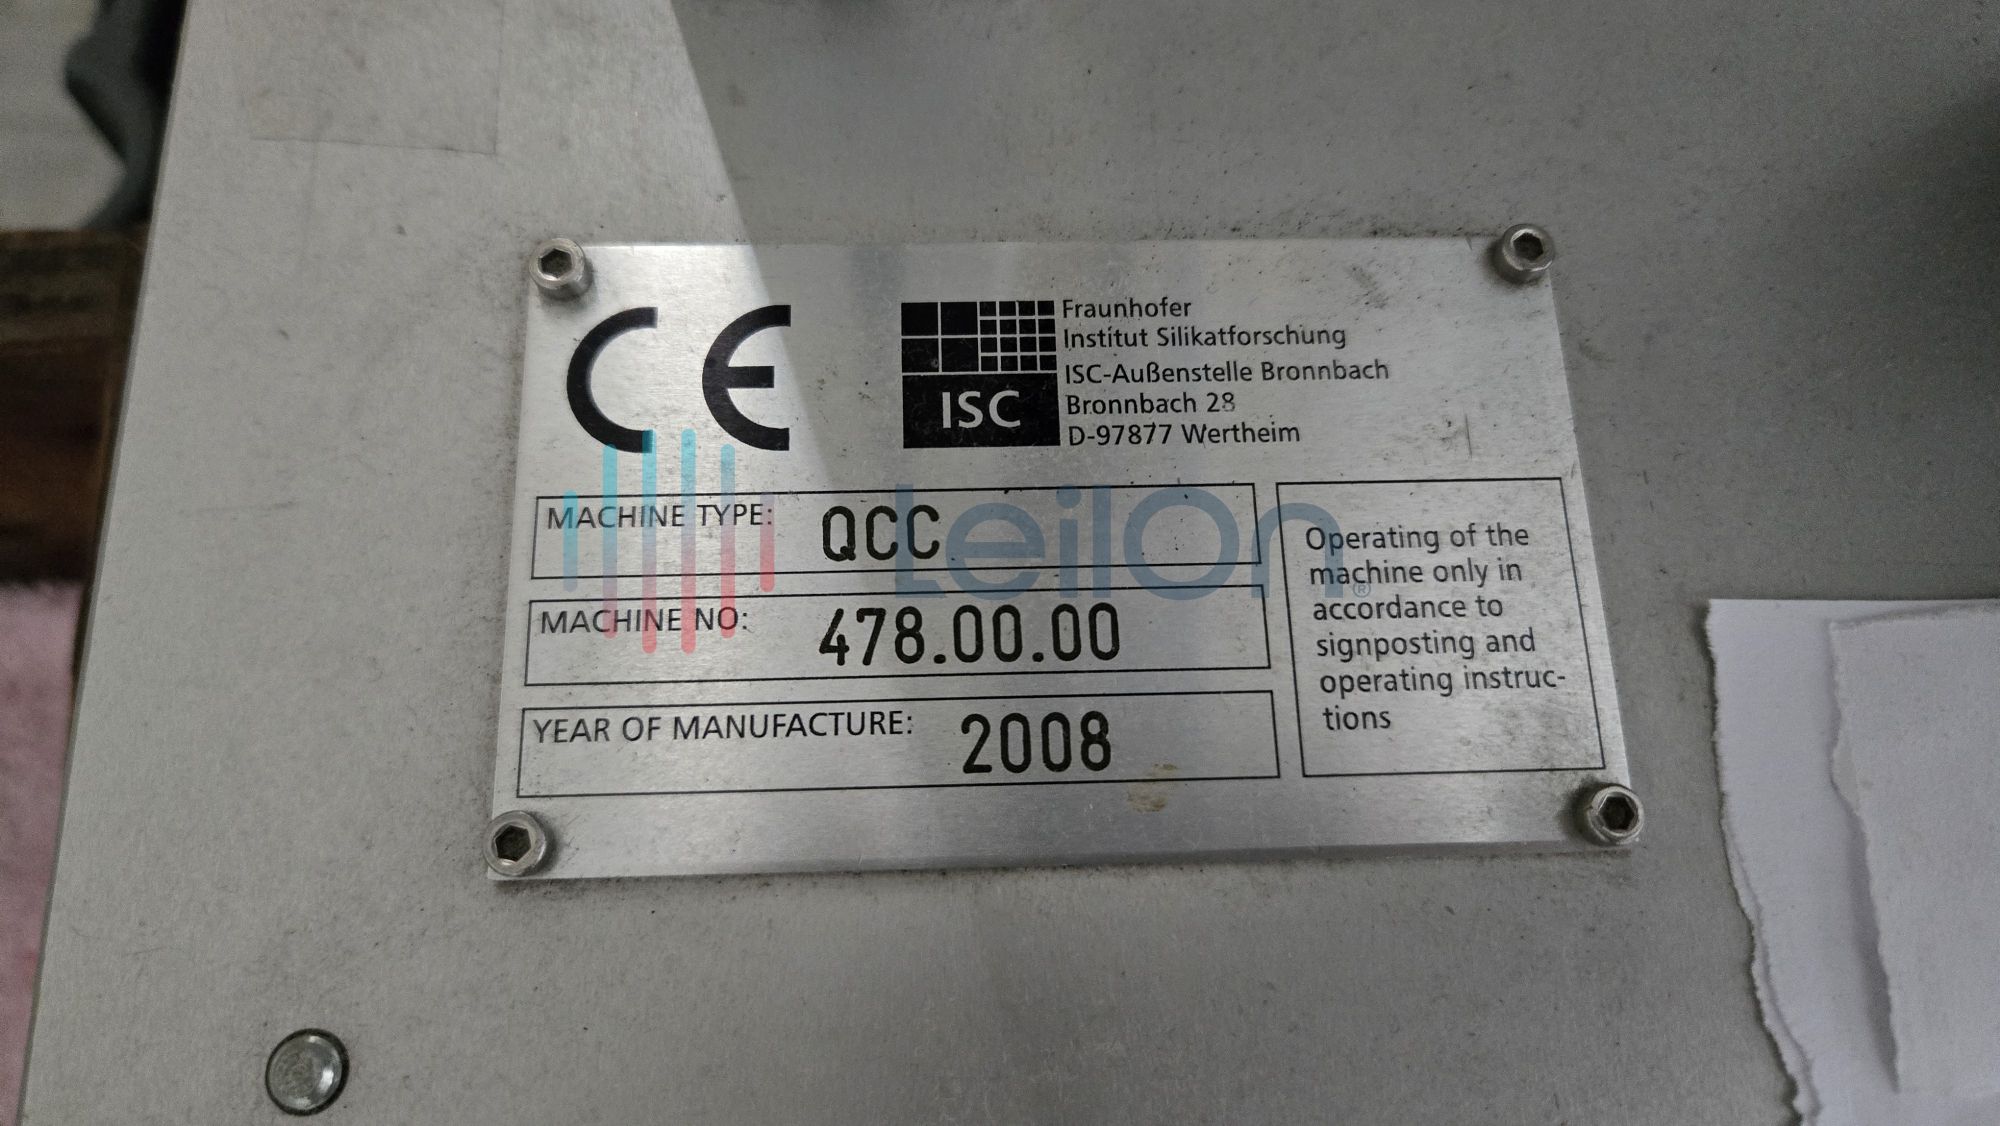 CE
ISC
Fraunhofer
Institut Silikatforschung
ISC-Außenstelle Bronnbach
Bronnbach 28
D-97877 Wertheim
MACHINE TYPE: QCC
MACHINE NO: 478.00.00
YEAR OF MANUFACTURE: 2008
Operating of the
machine only in
accordance to
signposting and
operating instruc-
tions
LeilOn®